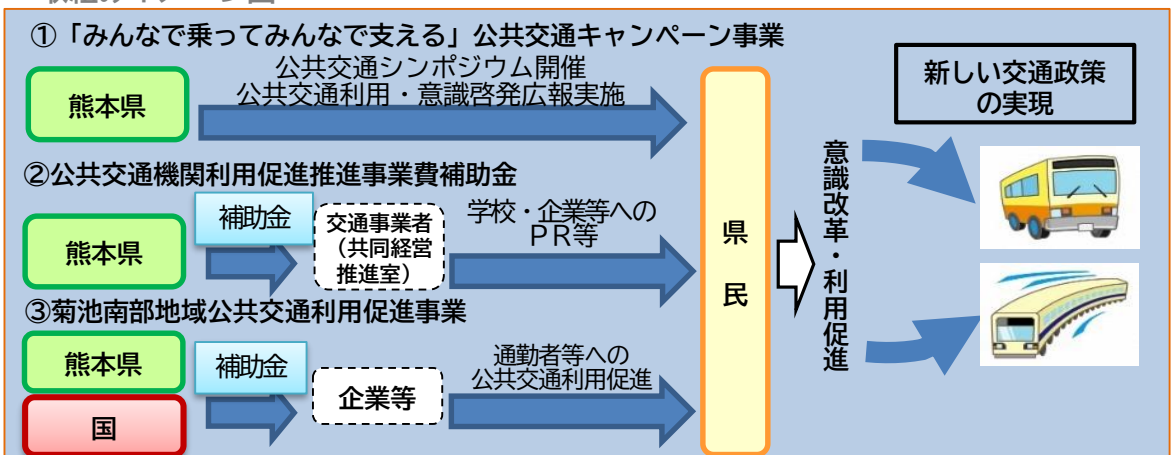 ①「みんなで乗ってみんなで支える」公共交通キャンペーン事業
熊本県
公共交通シンポジウム開催
公共交通利用・意識啓発広報実施
②公共交通機関利用促進推進事業費補助金
熊本県
補助金
交通事業者
（共同経営
推進室）
学校・企業等への
ＰＲ等
③菊池南部地域公共交通利用促進事業
熊本県
国
補助金
企業等
通勤者等への
公共交通利用促進
県民
意識改革・利用促進
新しい交通政策
の実現